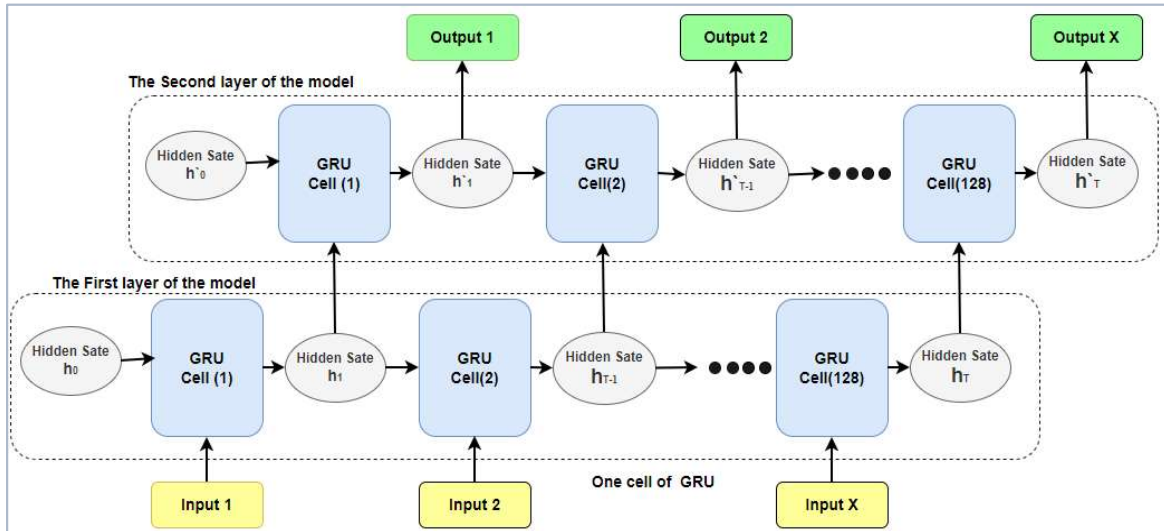 Output 1
Output 2
Output X
The Second layer of the model
Hidden Sate
h`0
GRU
Cell (1)
Hidden Sate
h`1
GRU
Cell(2)
Hidden Sate
h`T-1
GRU
Cell(128)
Hidden Sate
h`T
The First layer of the model
Hidden Sate
h0
GRU
Cell (1)
Hidden Sate
h1
GRU
Cell(2)
Hidden Sate
hT-1
GRU
Cell(128)
Hidden Sate
hT
One cell of GRU
Input 1
Input 2
Input X